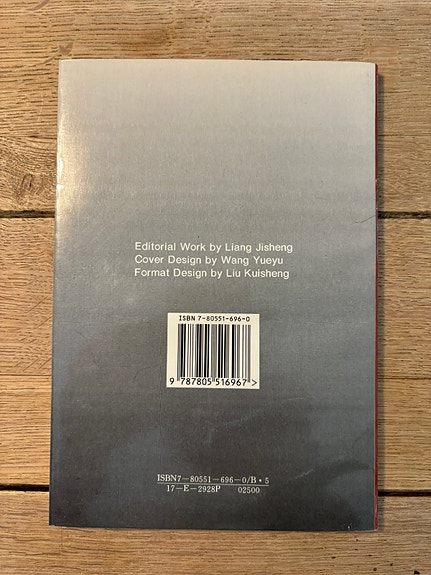 Editorial Work by Liang Jisheng
Cover Design by Wang Yueyu
Format Design by Liu Kuisheng
ISBN 7-80551-696-0
9 787805 516967 >
ISBN7—80551—696—0/B·5
17—E—2928P 02500